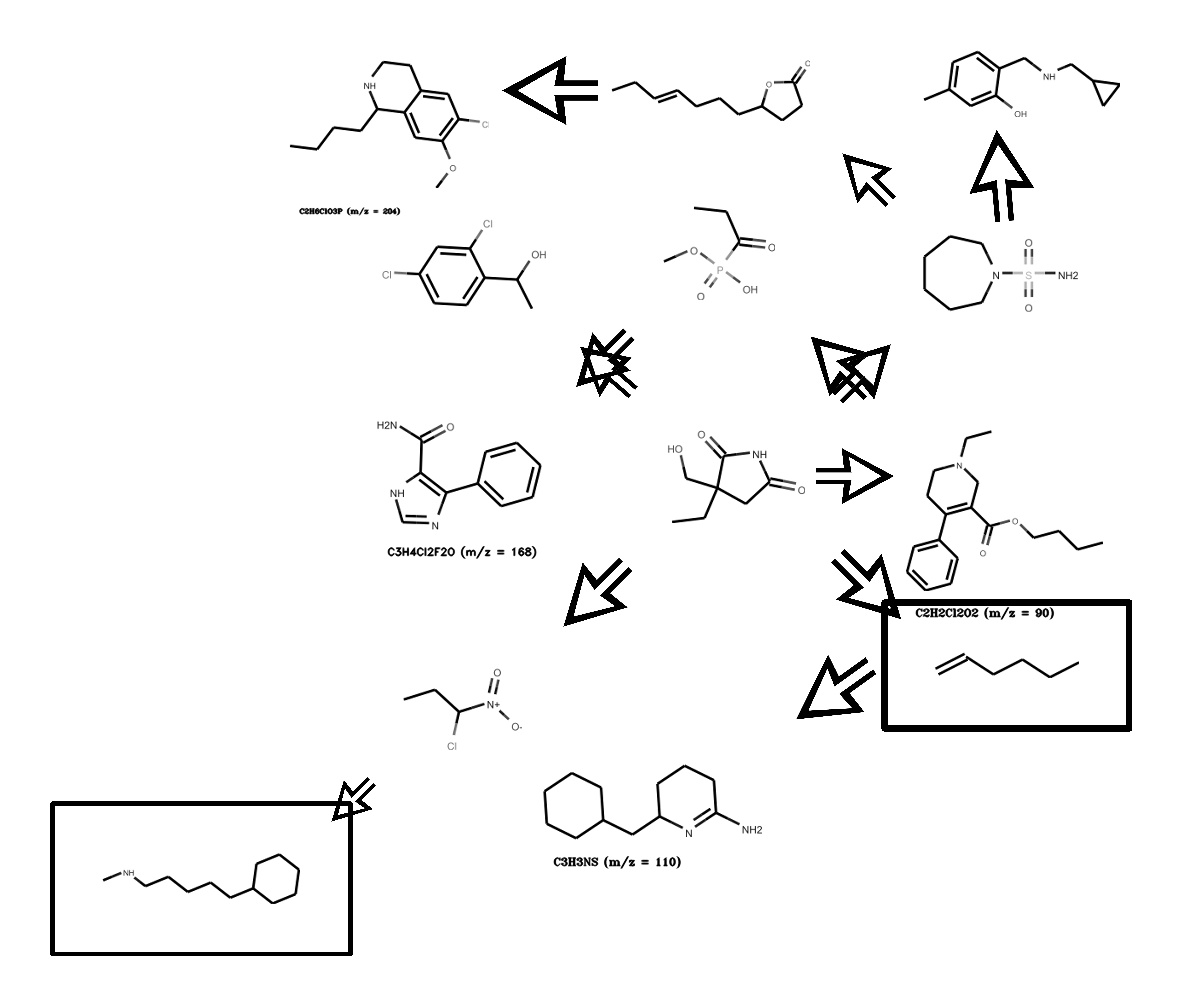 O
O
NH
NH
OH
Cl
O
C2H6ClO3P (m/z = 204)
Cl
OH
Cl
O
O
P
O
OH
O
N
S
NH2
O
H2N
O
NH
N
C3H4Cl2F2O (m/z = 168)
HO
O
NH
O
N
O
O
C2H2Cl2O2 (m/z = 90)
O
N+
O-
Cl
N
NH2
C3H3NS (m/z = 110)
NH